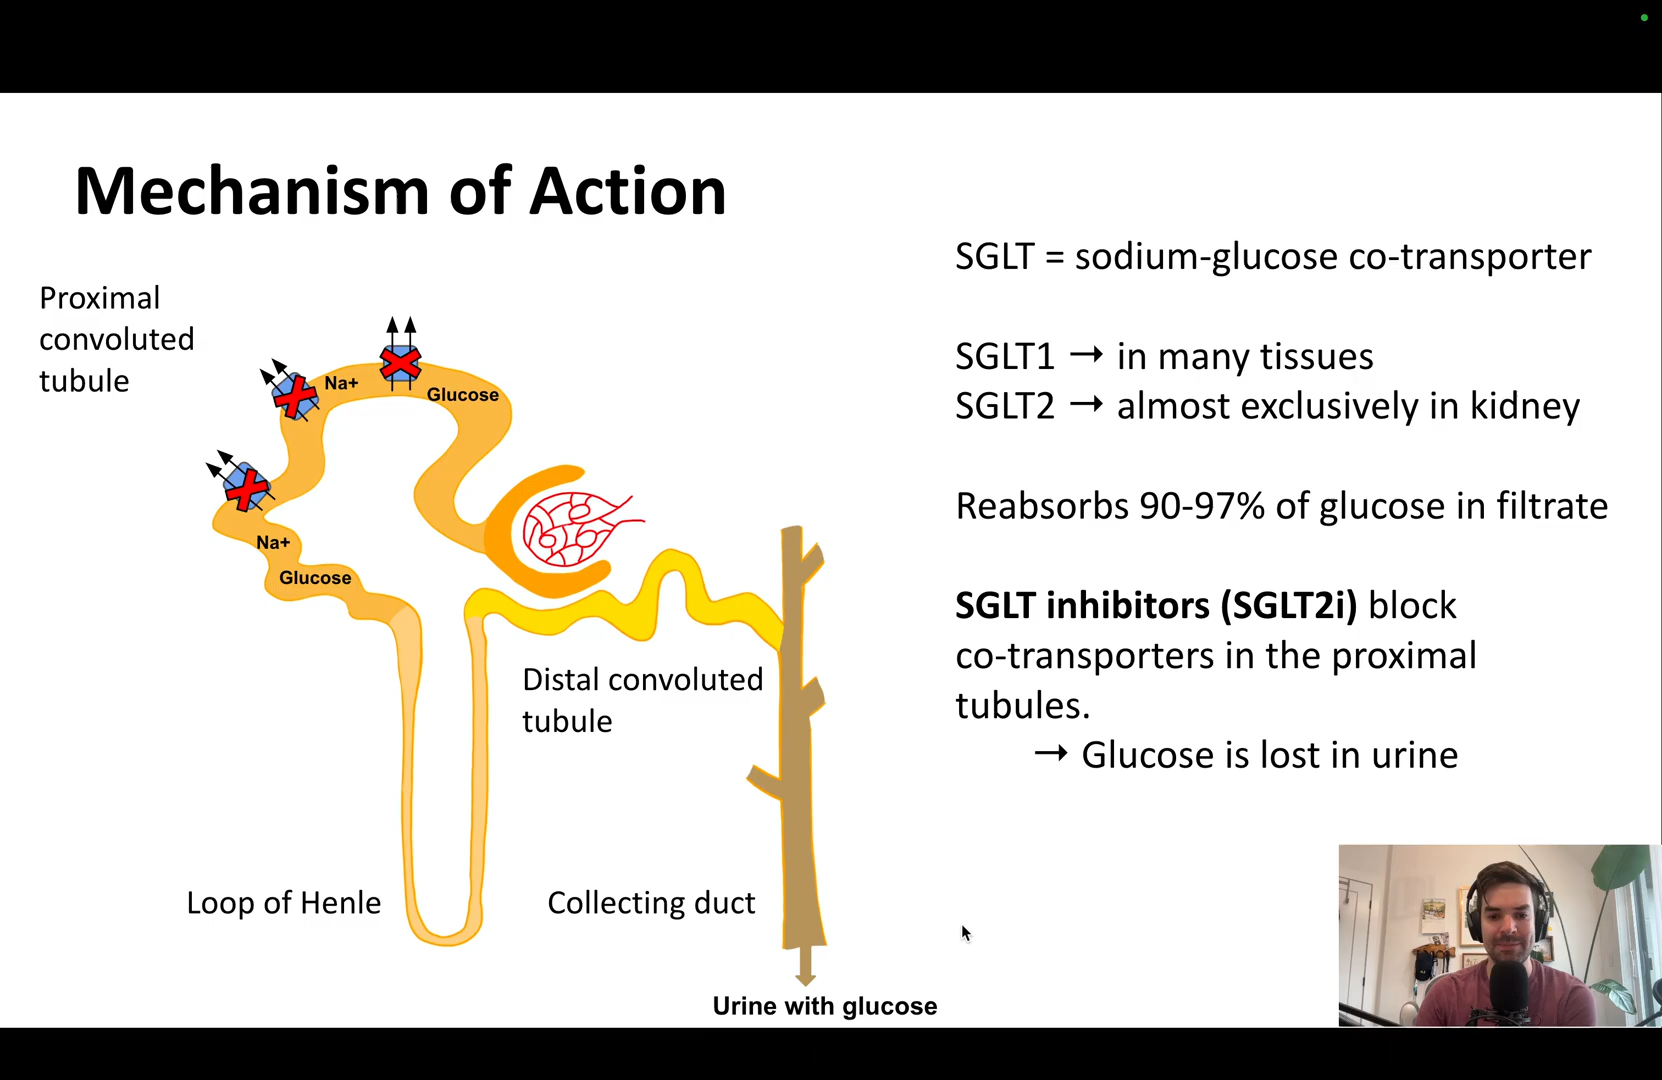 Mechanism of Action
Proximal
convoluted
tubule
Na+
Glucose
Na+
Glucose
Distal convoluted
tubule
Loop of Henle
Collecting duct
Urine with glucose
SGLT = sodium-glucose co-transporter
SGLT1 → in many tissues
SGLT2 → almost exclusively in kidney
Reabsorbs 90-97% of glucose in filtrate
SGLT inhibitors (SGLT2i) block
co-transporters in the proximal
tubules.
→ Glucose is lost in urine